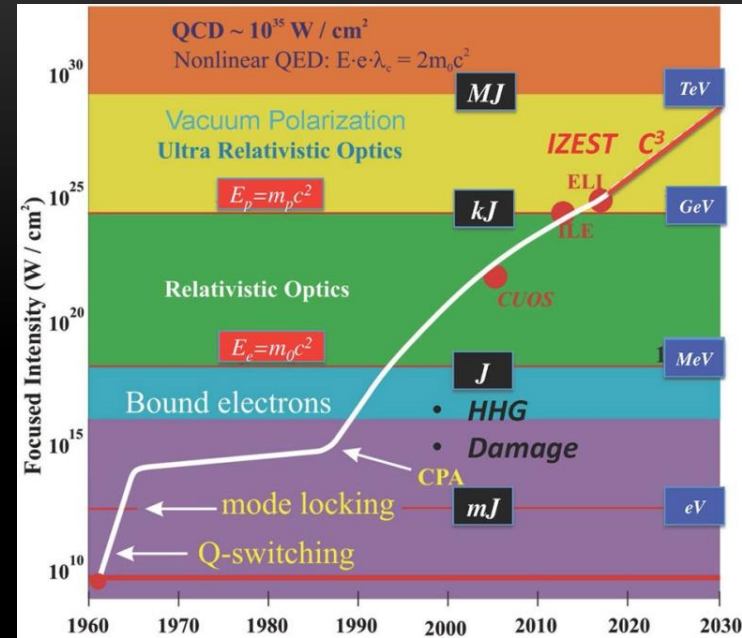 QCD ~ 10³⁵ W / cm²
Nonlinear QED: E·e·λc = 2m₀c²
10³⁰
MJ
TeV
Vacuum Polarization
Ultra Relativistic Optics
IZEST C³
10²⁵
ELI
Eₚ=mₚc²
kJ
GeV
ILE
Relativistic Optics
CUOS
10²⁰
Eₑ=m₀c²
1
MeV
J
Bound electrons
• HHG
10¹⁵
• Damage
CPA
mode locking
mJ
eV
Q-switching
10¹⁰
Focused Intensity (W / cm²)
1960 1970 1980 1990 2000 2010 2020 2030